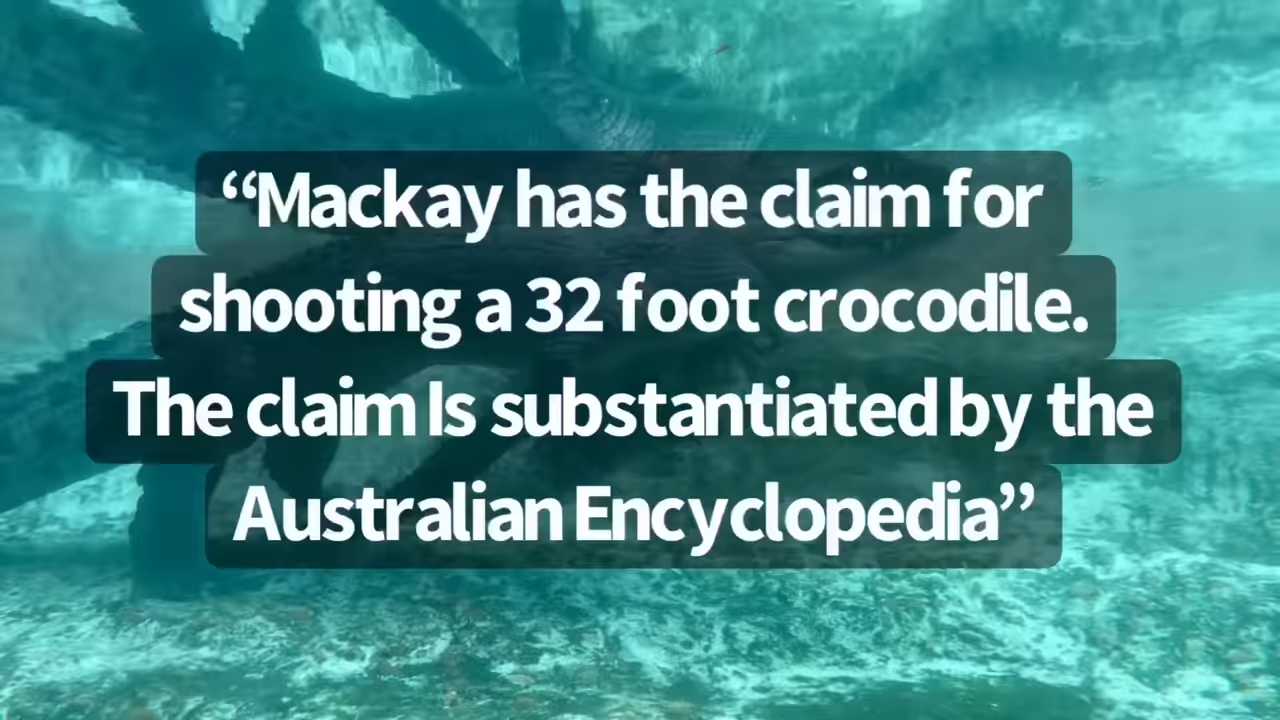 “Mackay has the claim for
shooting a 32 foot crocodile.
The claim Is substantiated by the
Australian Encyclopedia”